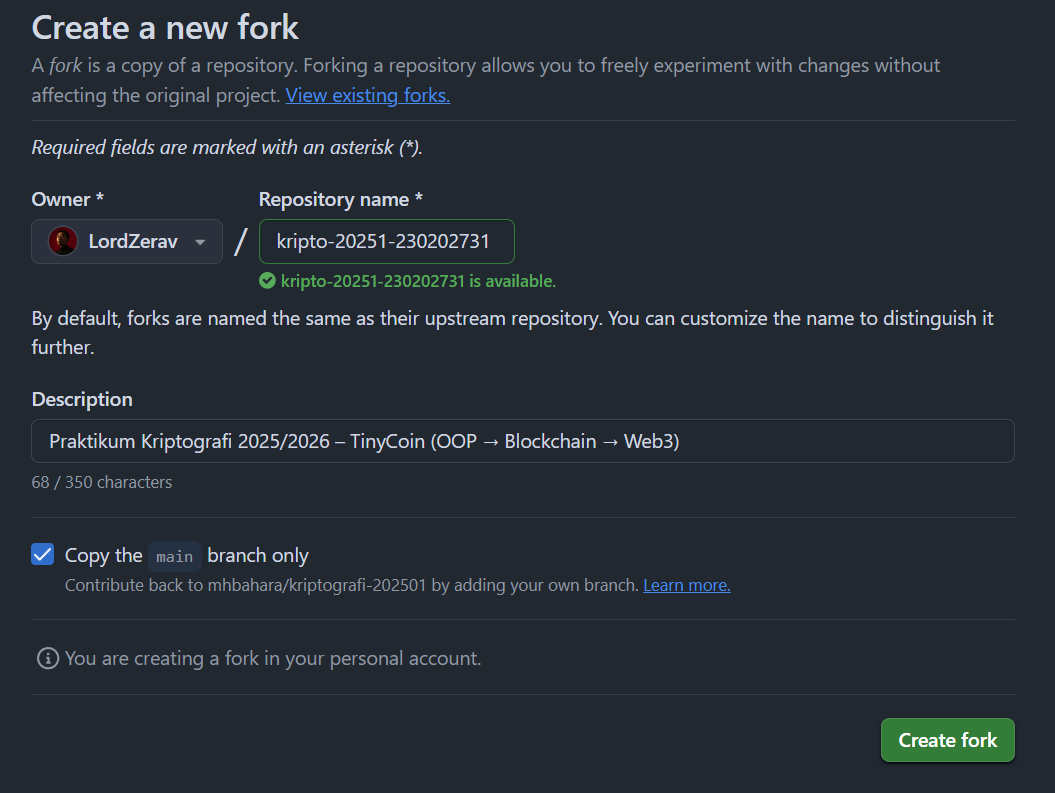 Create a new fork
A fork is a copy of a repository. Forking a repository allows you to freely experiment with changes without
affecting the original project. View existing forks.
Required fields are marked with an asterisk (*).
Owner *
Repository name *
LordZerav
/
kripto-20251-230202731
kripto-20251-230202731 is available.
By default, forks are named the same as their upstream repository. You can customize the name to distinguish it
further.
Description
Praktikum Kriptografi 2025/2026 – TinyCoin (OOP → Blockchain → Web3)
68 / 350 characters
Copy the main branch only
Contribute back to mhbahara/kriptografi-202501 by adding your own branch. Learn more.
You are creating a fork in your personal account.
Create fork